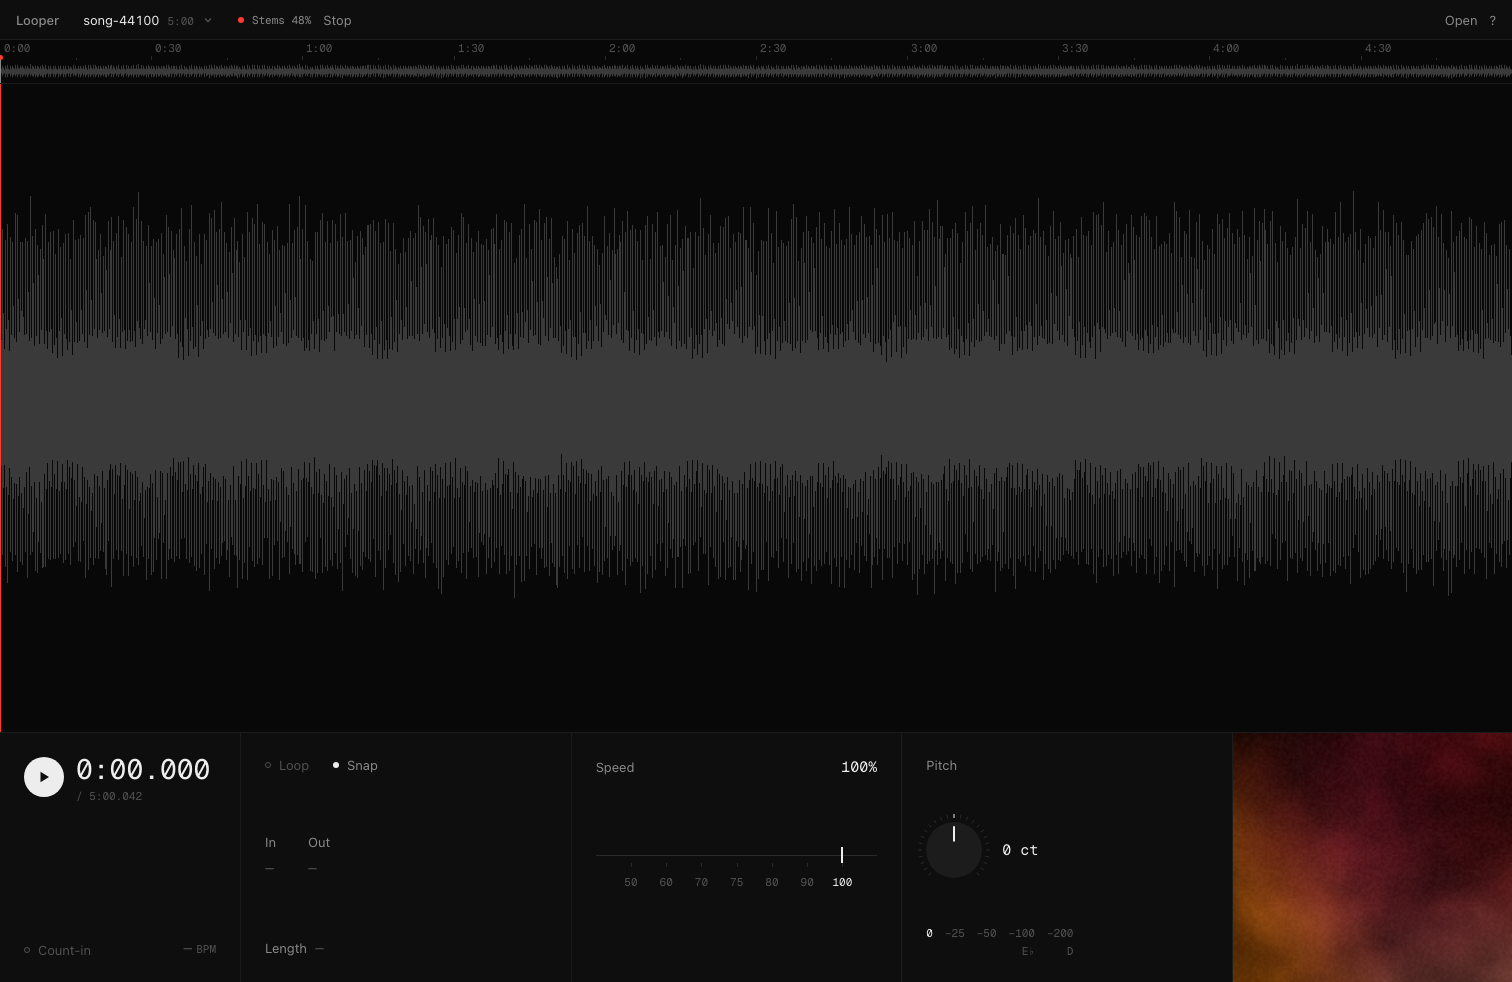 Looper song-44100 5:00 Stems 48% Stop Open ?
0:00 0:30 1:00 1:30 2:00 2:30 3:00 3:30 4:00 4:30
0:00.000
/ 5:00.042
Count-in — BPM
Loop Snap
In Out
— —
Length —
Speed 100%
50 60 70 75 80 90 100
Pitch
0 ct
0 −25 −50 −100 −200
E♭ D